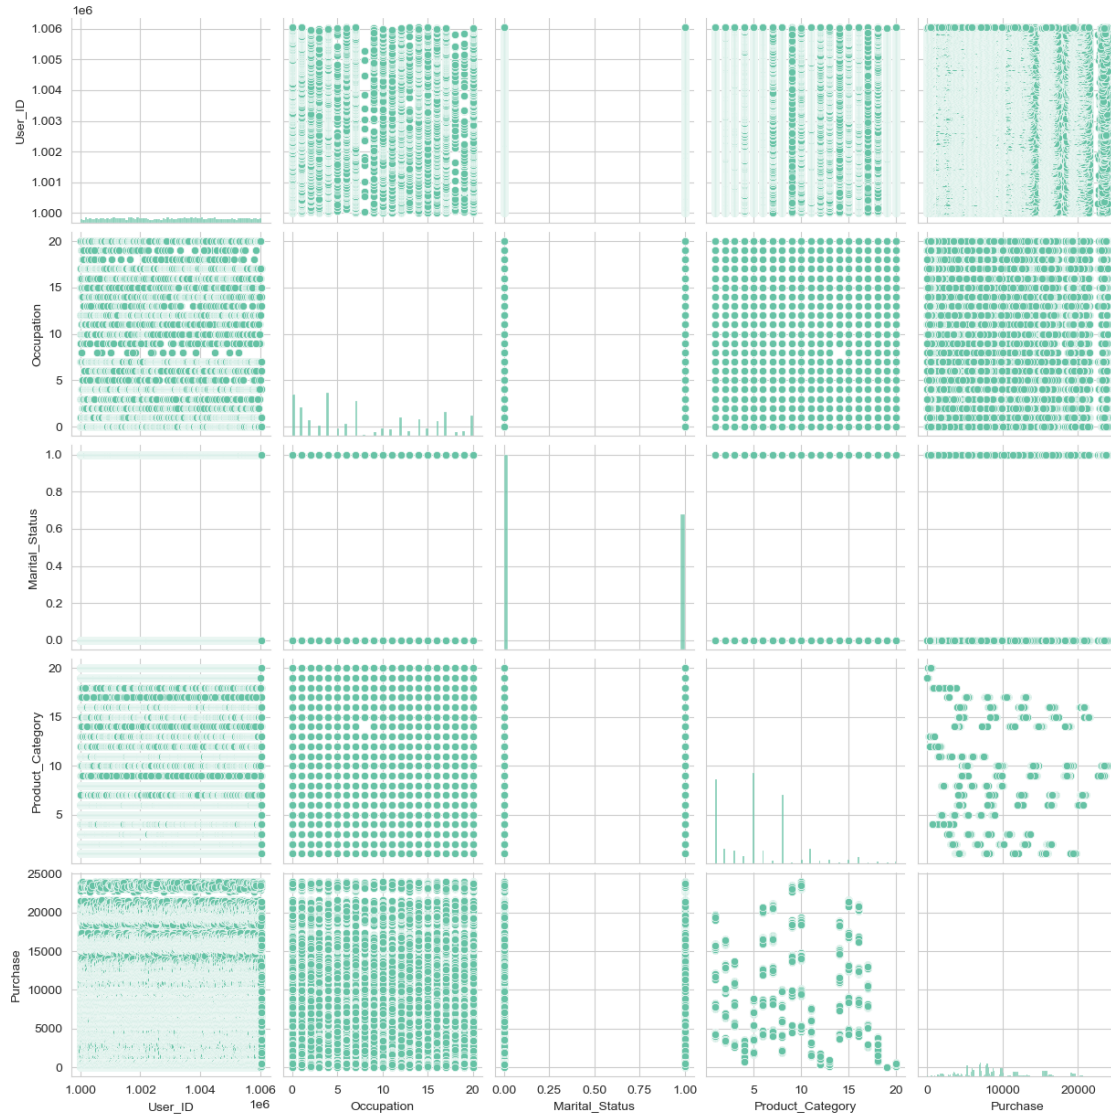 1e6
1.006
1.005
1.004
1.003
1.002
1.001
1.000
User_ID
20
15
10
5
0
Occupation
1.0
0.8
0.6
0.4
0.2
0.0
Marital_Status
20
15
10
5
Product_Category
25000
20000
15000
10000
5000
0
Purchase
1.000 1.002 1.004 1.006
1e6
User_ID
0 5 10 15 20
Occupation
0.00 0.25 0.50 0.75 1.00
Marital_Status
5 10 15 20
Product_Category
0 10000 20000
Purchase